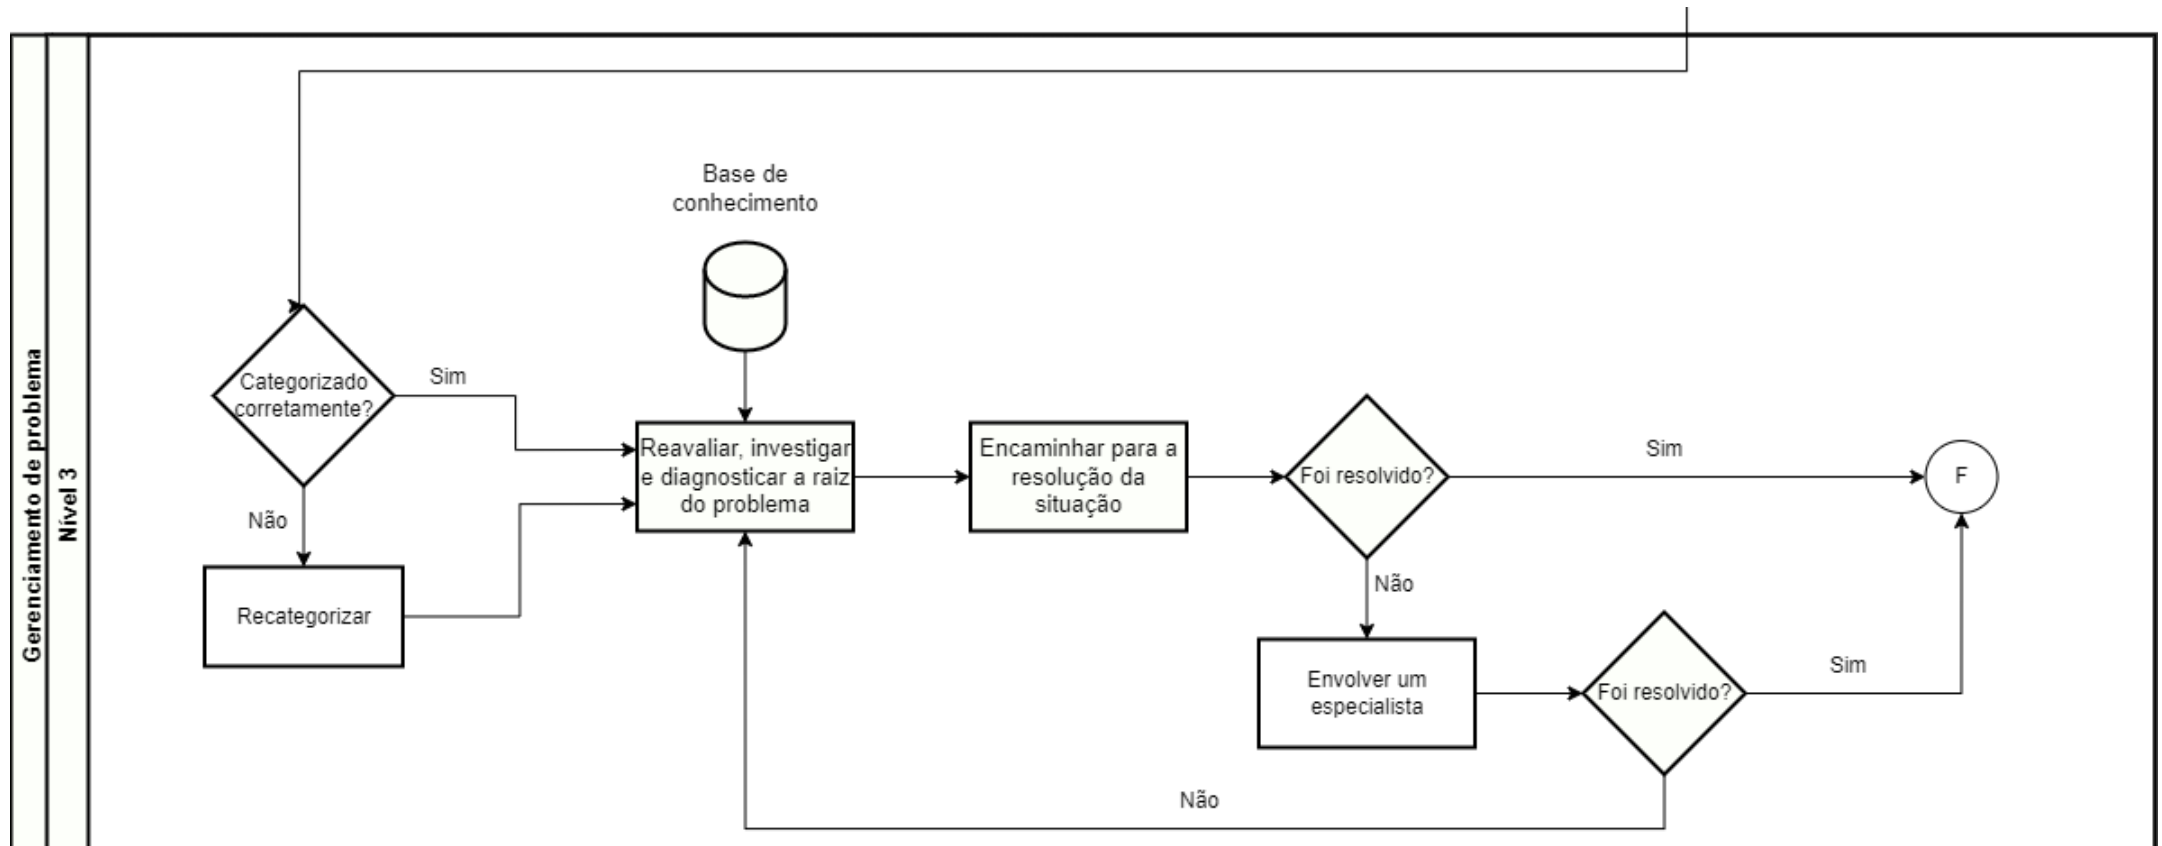 Gerenciamento de problema
Nível 3
Base de
conhecimento
Categorizado
corretamente?
Sim
Não
Recategorizar
Reavaliar, investigar
e diagnosticar a raiz
do problema
Encaminhar para a
resolução da
situação
Foi resolvido?
Sim
F
Não
Envolver um
especialista
Foi resolvido?
Sim
Não